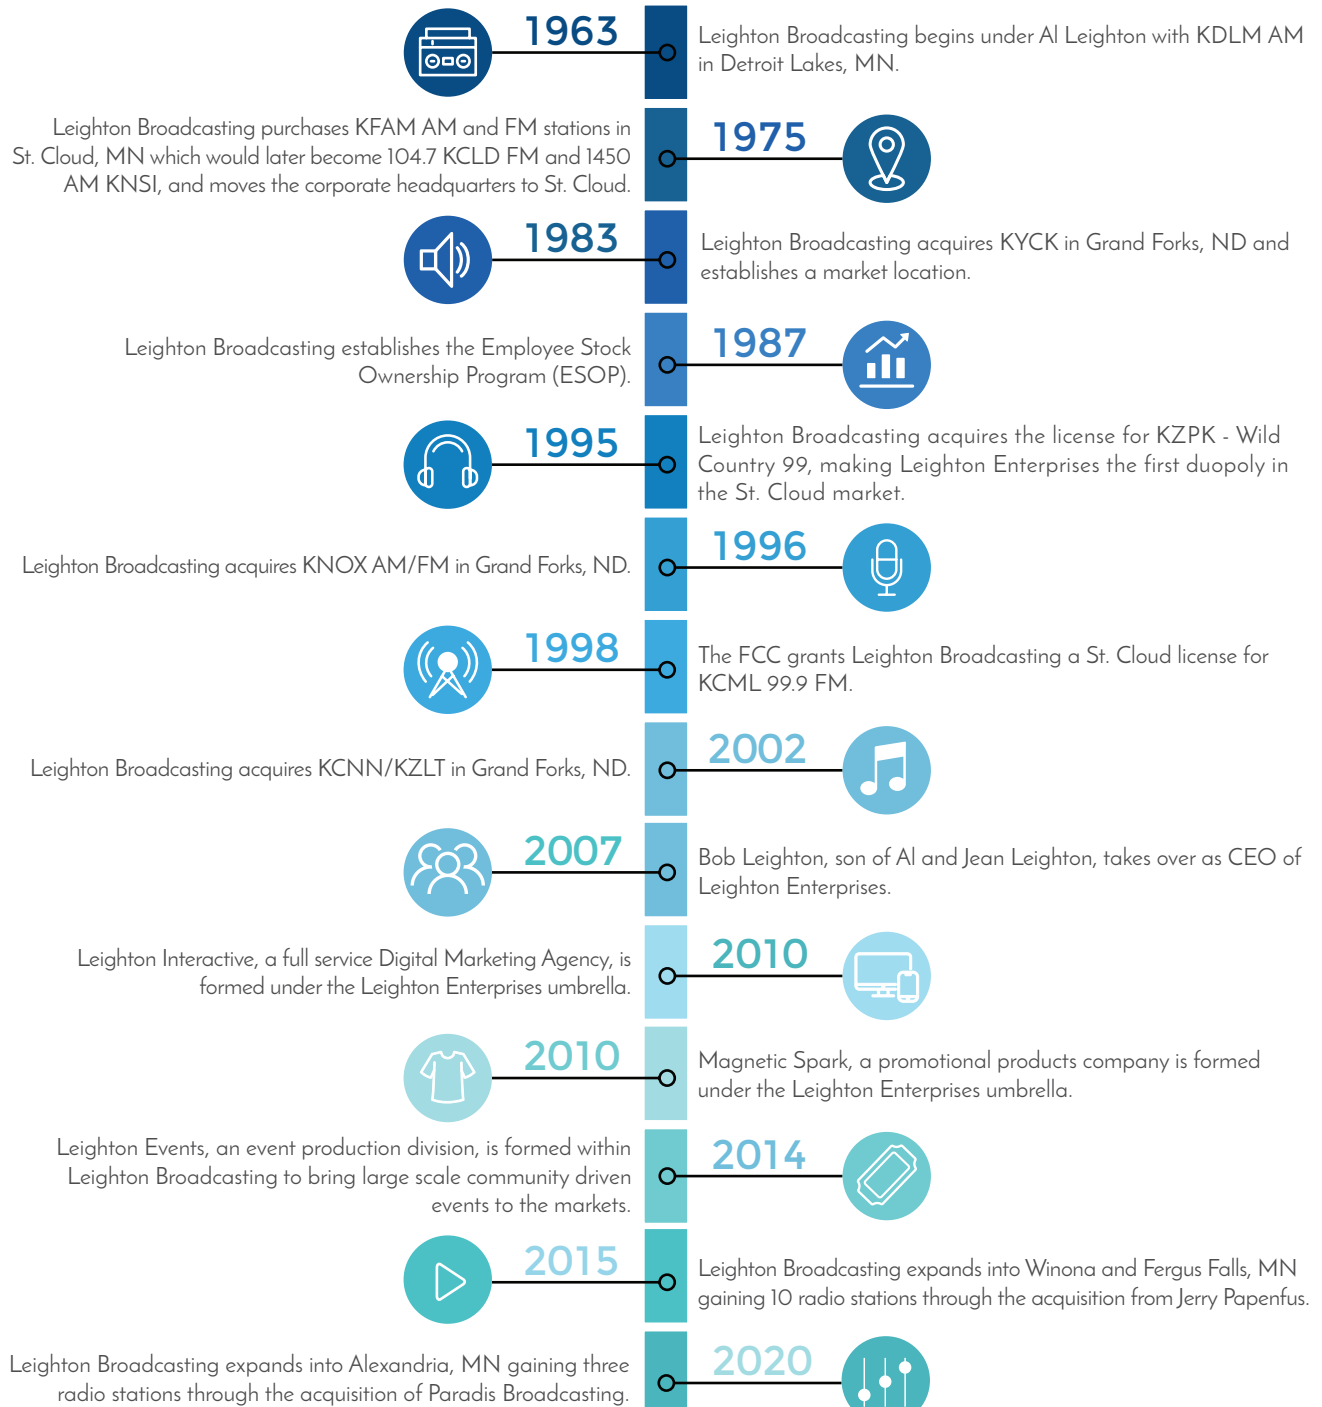 1963
Leighton Broadcasting begins under Al Leighton with KDLM AM
in Detroit Lakes, MN.
1975
Leighton Broadcasting purchases KFAM AM and FM stations in
St. Cloud, MN which would later become 104.7 KCLD FM and 1450
AM KNSI, and moves the corporate headquarters to St. Cloud.
1983
Leighton Broadcasting acquires KYCK in Grand Forks, ND and
establishes a market location.
1987
Leighton Broadcasting establishes the Employee Stock
Ownership Program (ESOP).
1995
Leighton Broadcasting acquires the license for KZPK - Wild
Country 99, making Leighton Enterprises the first duopoly in
the St. Cloud market.
1996
Leighton Broadcasting acquires KNOX AM/FM in Grand Forks, ND.
1998
The FCC grants Leighton Broadcasting a St. Cloud license for
KCML 99.9 FM.
2002
Leighton Broadcasting acquires KCNN/KZLT in Grand Forks, ND.
2007
Bob Leighton, son of Al and Jean Leighton, takes over as CEO of
Leighton Enterprises.
2010
Leighton Interactive, a full service Digital Marketing Agency, is
formed under the Leighton Enterprises umbrella.
2010
Magnetic Spark, a promotional products company is formed
under the Leighton Enterprises umbrella.
2014
Leighton Events, an event production division, is formed within
Leighton Broadcasting to bring large scale community driven
events to the markets.
2015
Leighton Broadcasting expands into Winona and Fergus Falls, MN
gaining 10 radio stations through the acquisition from Jerry Papenfus.
2020
Leighton Broadcasting expands into Alexandria, MN gaining three
radio stations through the acquisition of Paradis Broadcasting.